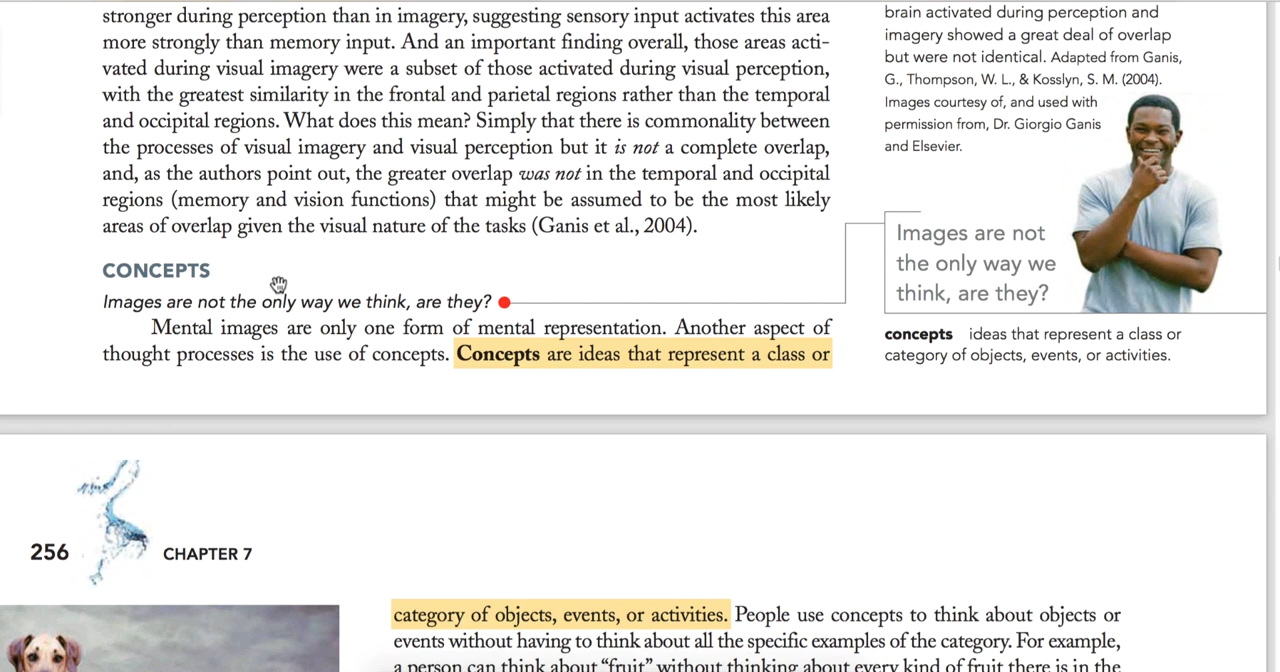 stronger during perception than in imagery, suggesting sensory input activates this area
more strongly than memory input. And an important finding overall, those areas acti-
vated during visual imagery were a subset of those activated during visual perception,
with the greatest similarity in the frontal and parietal regions rather than the temporal
and occipital regions. What does this mean? Simply that there is commonality between
the processes of visual imagery and visual perception but it is not a complete overlap,
and, as the authors point out, the greater overlap was not in the temporal and occipital
regions (memory and vision functions) that might be assumed to be the most likely
areas of overlap given the visual nature of the tasks (Ganis et al., 2004).
CONCEPTS
Images are not the only way we think, are they?
Mental images are only one form of mental representation. Another aspect of
thought processes is the use of concepts. Concepts are ideas that represent a class or
brain activated during perception and
imagery showed a great deal of overlap
but were not identical. Adapted from Ganis,
G., Thompson, W. L., & Kosslyn, S. M. (2004).
Images courtesy of, and used with
permission from, Dr. Giorgio Ganis
and Elsevier.
Images are not
the only way we
think, are they?
concepts ideas that represent a class or
category of objects, events, or activities.
256 CHAPTER 7
category of objects, events, or activities. People use concepts to think about objects or
events without having to think about all the specific examples of the category. For example,
a person can think about “fruit” without thinking about every kind of fruit there is in the